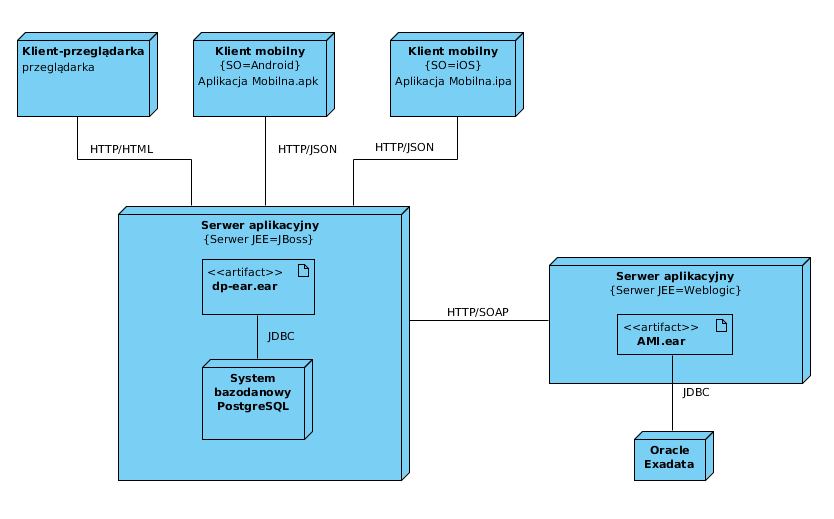 Klient-przeglądarka
przeglądarka
Klient mobilny
{SO=Android}
Aplikacja Mobilna.apk
Klient mobilny
{SO=iOS}
Aplikacja Mobilna.ipa
HTTP/HTML
HTTP/JSON
HTTP/JSON
Serwer aplikacyjny
{Serwer JEE=JBoss}
<<artifact>>
dp-ear.ear
JDBC
System
bazodanowy
PostgreSQL
HTTP/SOAP
Serwer aplikacyjny
{Serwer JEE=Weblogic}
<<artifact>>
AMI.ear
JDBC
Oracle
Exadata